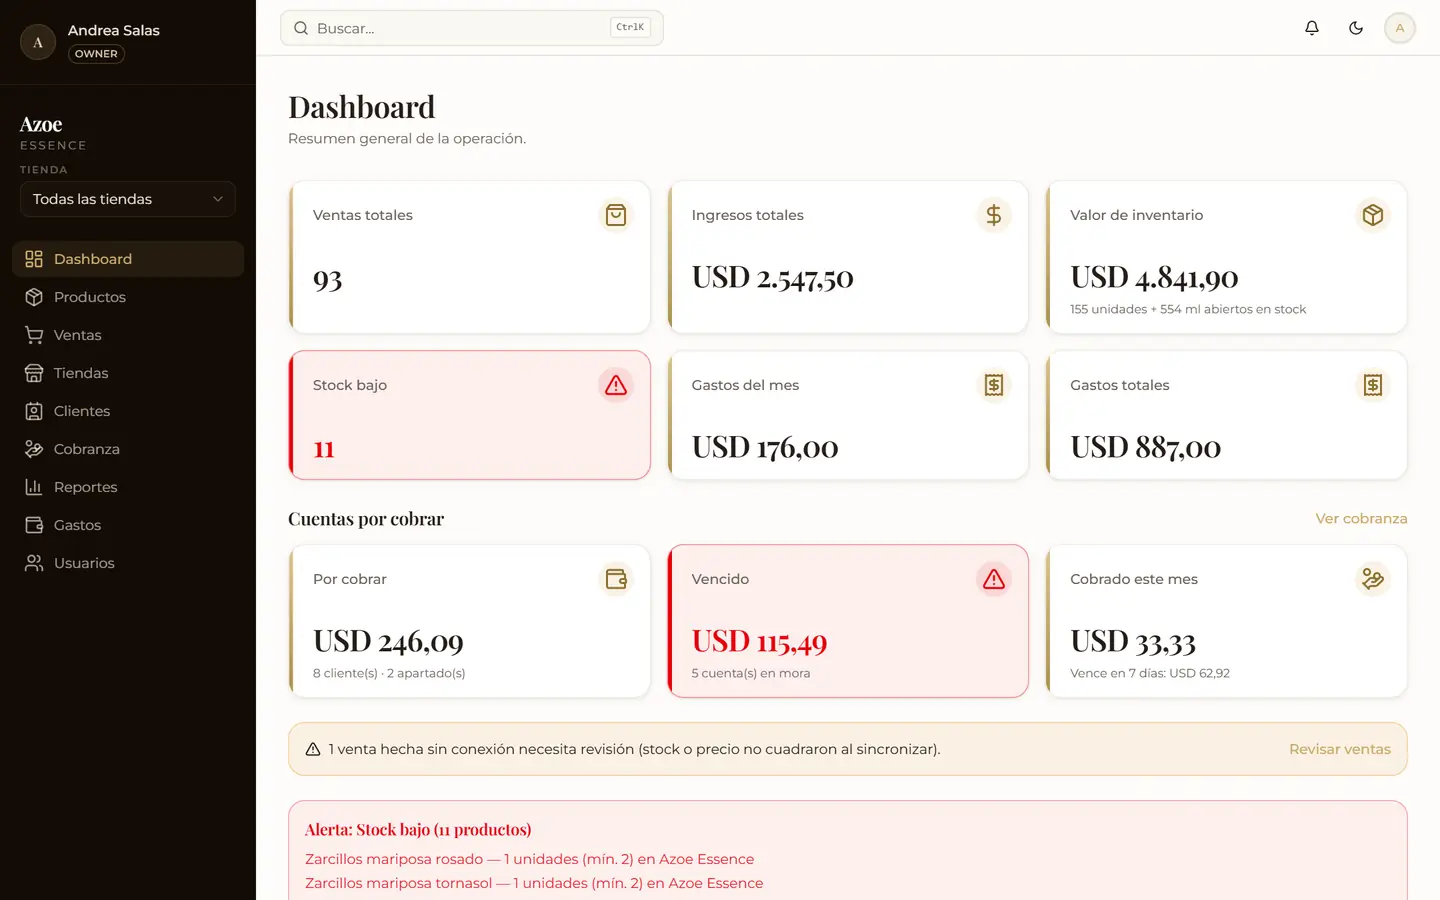 A
Andrea Salas
OWNER
Azoe
ESSENCE
TIENDA
Todas las tiendas
Dashboard
Productos
Ventas
Tiendas
Clientes
Cobranza
Reportes
Gastos
Usuarios
Buscar...
CtrlK
A
Dashboard
Resumen general de la operación.
Ventas totales
93
Ingresos totales
USD 2.547,50
Valor de inventario
USD 4.841,90
155 unidades + 554 ml abiertos en stock
Stock bajo
11
Gastos del mes
USD 176,00
Gastos totales
USD 887,00
Cuentas por cobrar
Ver cobranza
Por cobrar
USD 246,09
8 cliente(s) · 2 apartado(s)
Vencido
USD 115,49
5 cuenta(s) en mora
Cobrado este mes
USD 33,33
Vence en 7 días: USD 62,92
1 venta hecha sin conexión necesita revisión (stock o precio no cuadraron al sincronizar).
Revisar ventas
Alerta: Stock bajo (11 productos)
Zarcillos mariposa rosado — 1 unidades (mín. 2) en Azoe Essence
Zarcillos mariposa tornasol — 1 unidades (mín. 2) en Azoe Essence